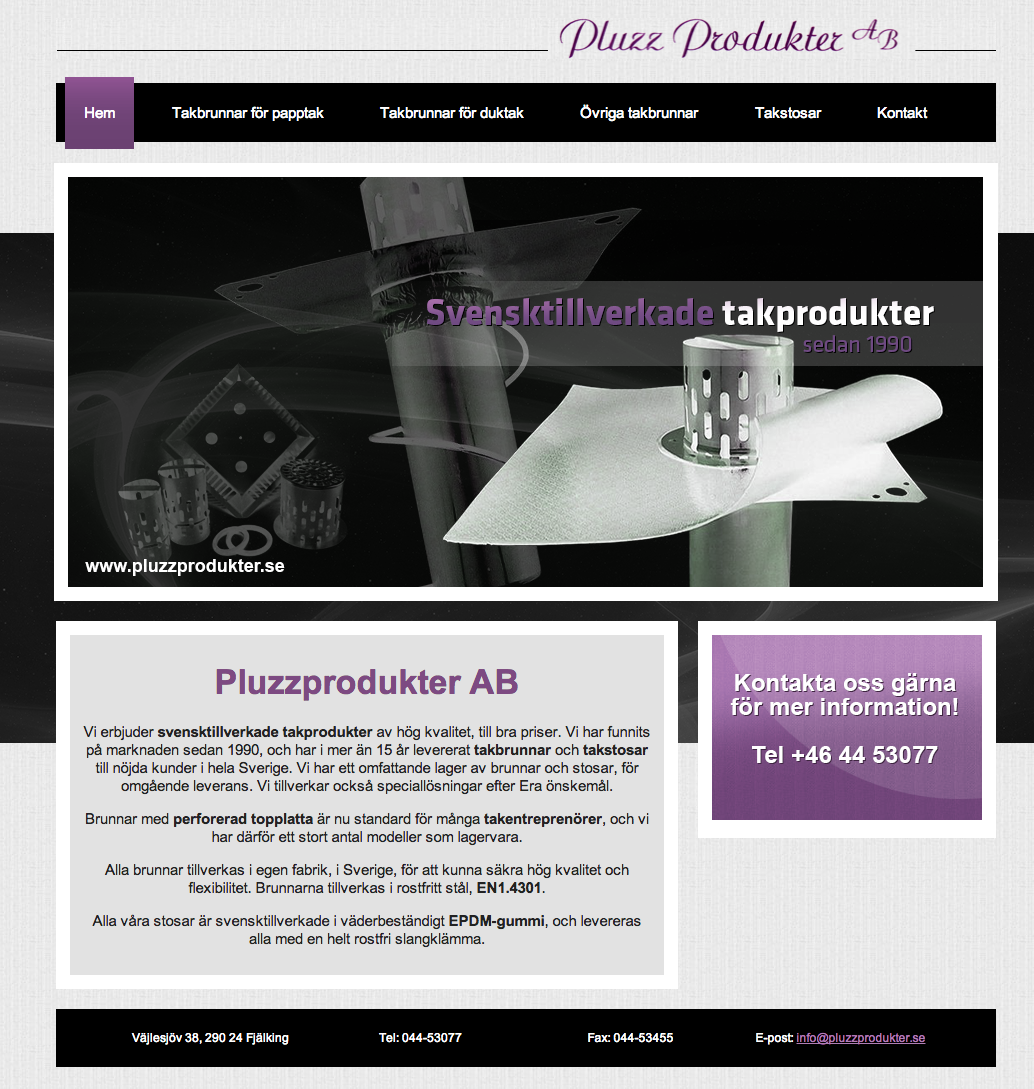 Pluzz Produkter AB
Hem Takbrunnar för papptak Takbrunnar för duktak Övriga takbrunnar Takstosar Kontakt
Svensktillverkade takprodukter
sedan 1990
www.pluzzprodukter.se
Pluzzprodukter AB
Vi erbjuder svensktillverkade takprodukter av hög kvalitet, till bra priser. Vi har funnits
på marknaden sedan 1990, och har i mer än 15 år levererat takbrunnar och takstosar
till nöjda kunder i hela Sverige. Vi har ett omfattande lager av brunnar och stosar, för
omgående leverans. Vi tillverkar också speciallösningar efter Era önskemål.
Brunnar med perforerad topplatta är nu standard för många takentreprenörer, och vi
har därför ett stort antal modeller som lagervara.
Alla brunnar tillverkas i egen fabrik, i Sverige, för att kunna säkra hög kvalitet och
flexibilitet. Brunnarna tillverkas i rostfritt stål, EN1.4301.
Alla våra stosar är svensktillverkade i väderbeständigt EPDM-gummi, och levereras
alla med en helt rostfri slangklämma.
Kontakta oss gärna
för mer information!
Tel +46 44 53077
Väjlesjöv 38, 290 24 Fjälking Tel: 044-53077 Fax: 044-53455 E-post: info@pluzzprodukter.se